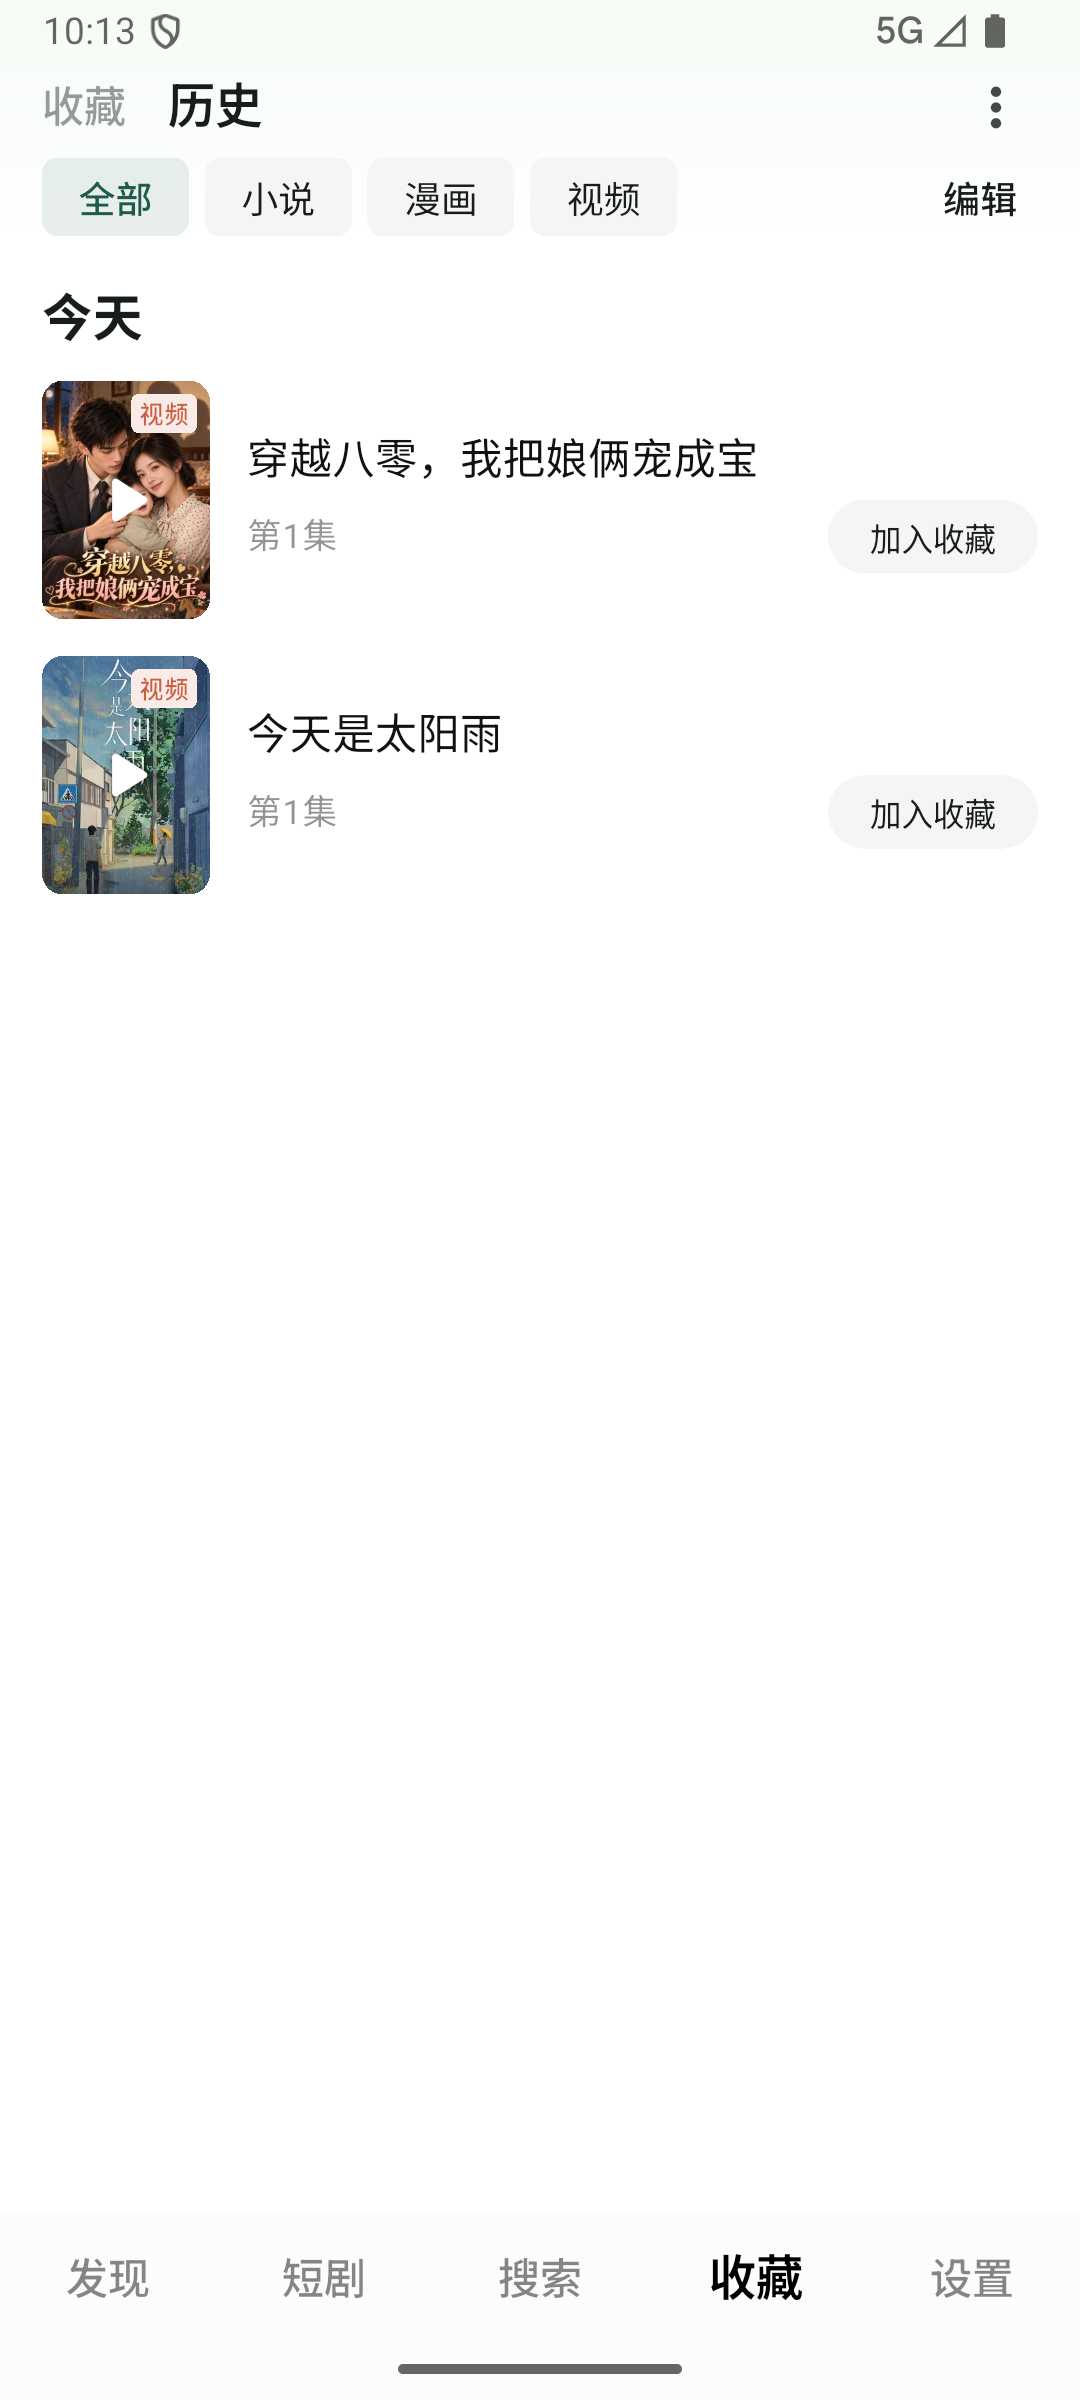 10:13
5G
收藏 历史
全部 小说 漫画 视频 编辑
今天
视频
穿越八零，
我把娘俩宠成宝
穿越八零，我把娘俩宠成宝
第1集
加入收藏
视频
今天是太阳雨
第1集
加入收藏
发现 短剧 搜索 收藏 设置